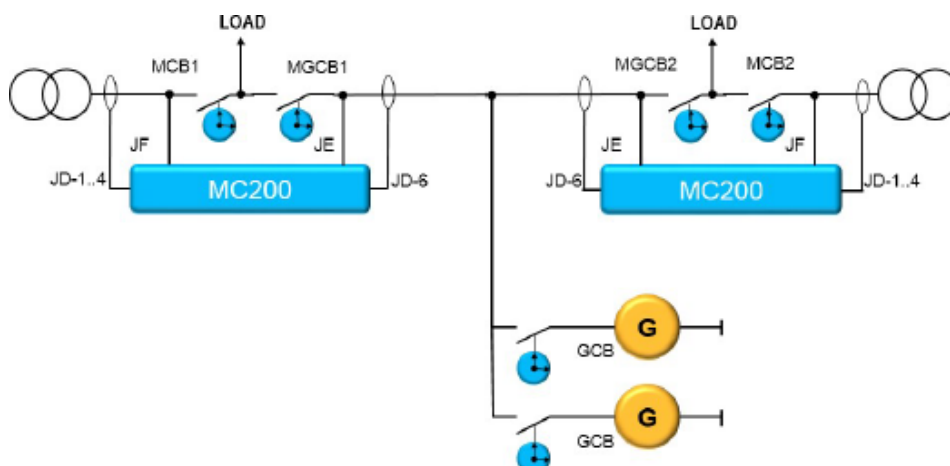 LOAD LOAD
MCB1 MGCB1 MGCB2 MCB2
JF JE JE JF
JD-1..4 MC200 JD-6 JD-6 MC200 JD-1..4
G
GCB
G
GCB